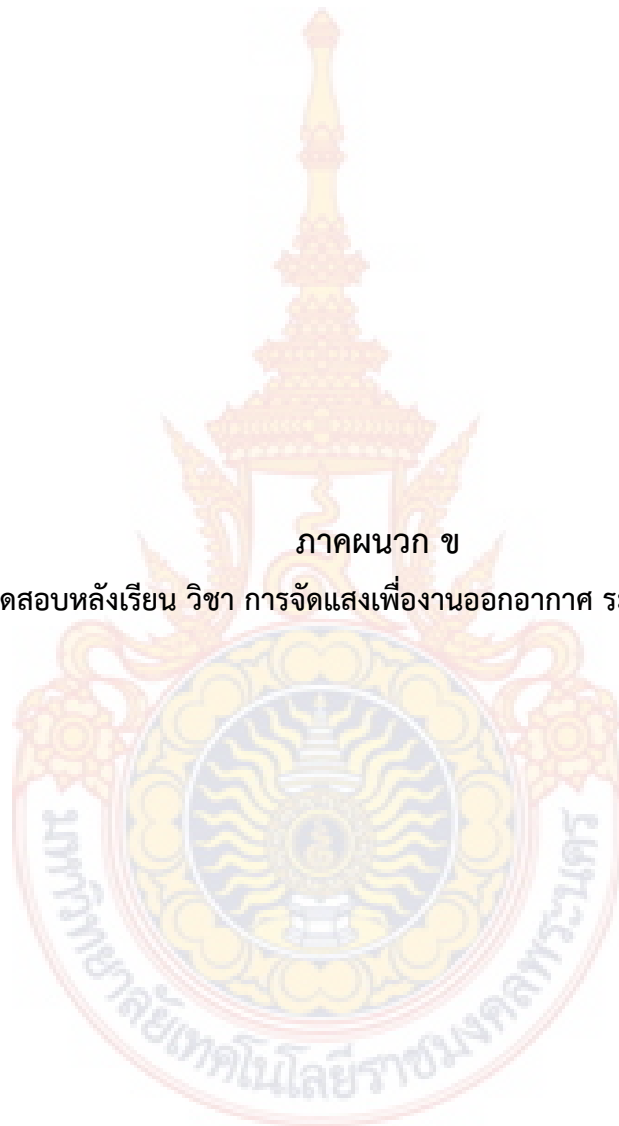 ภาคผนวก ข
ดสอบหลังเรียน วิชา การจัดแสงเพื่องานออกอากาศ
มหาวิทยาลัยเทคโนโลยีราชมงคลพระนคร